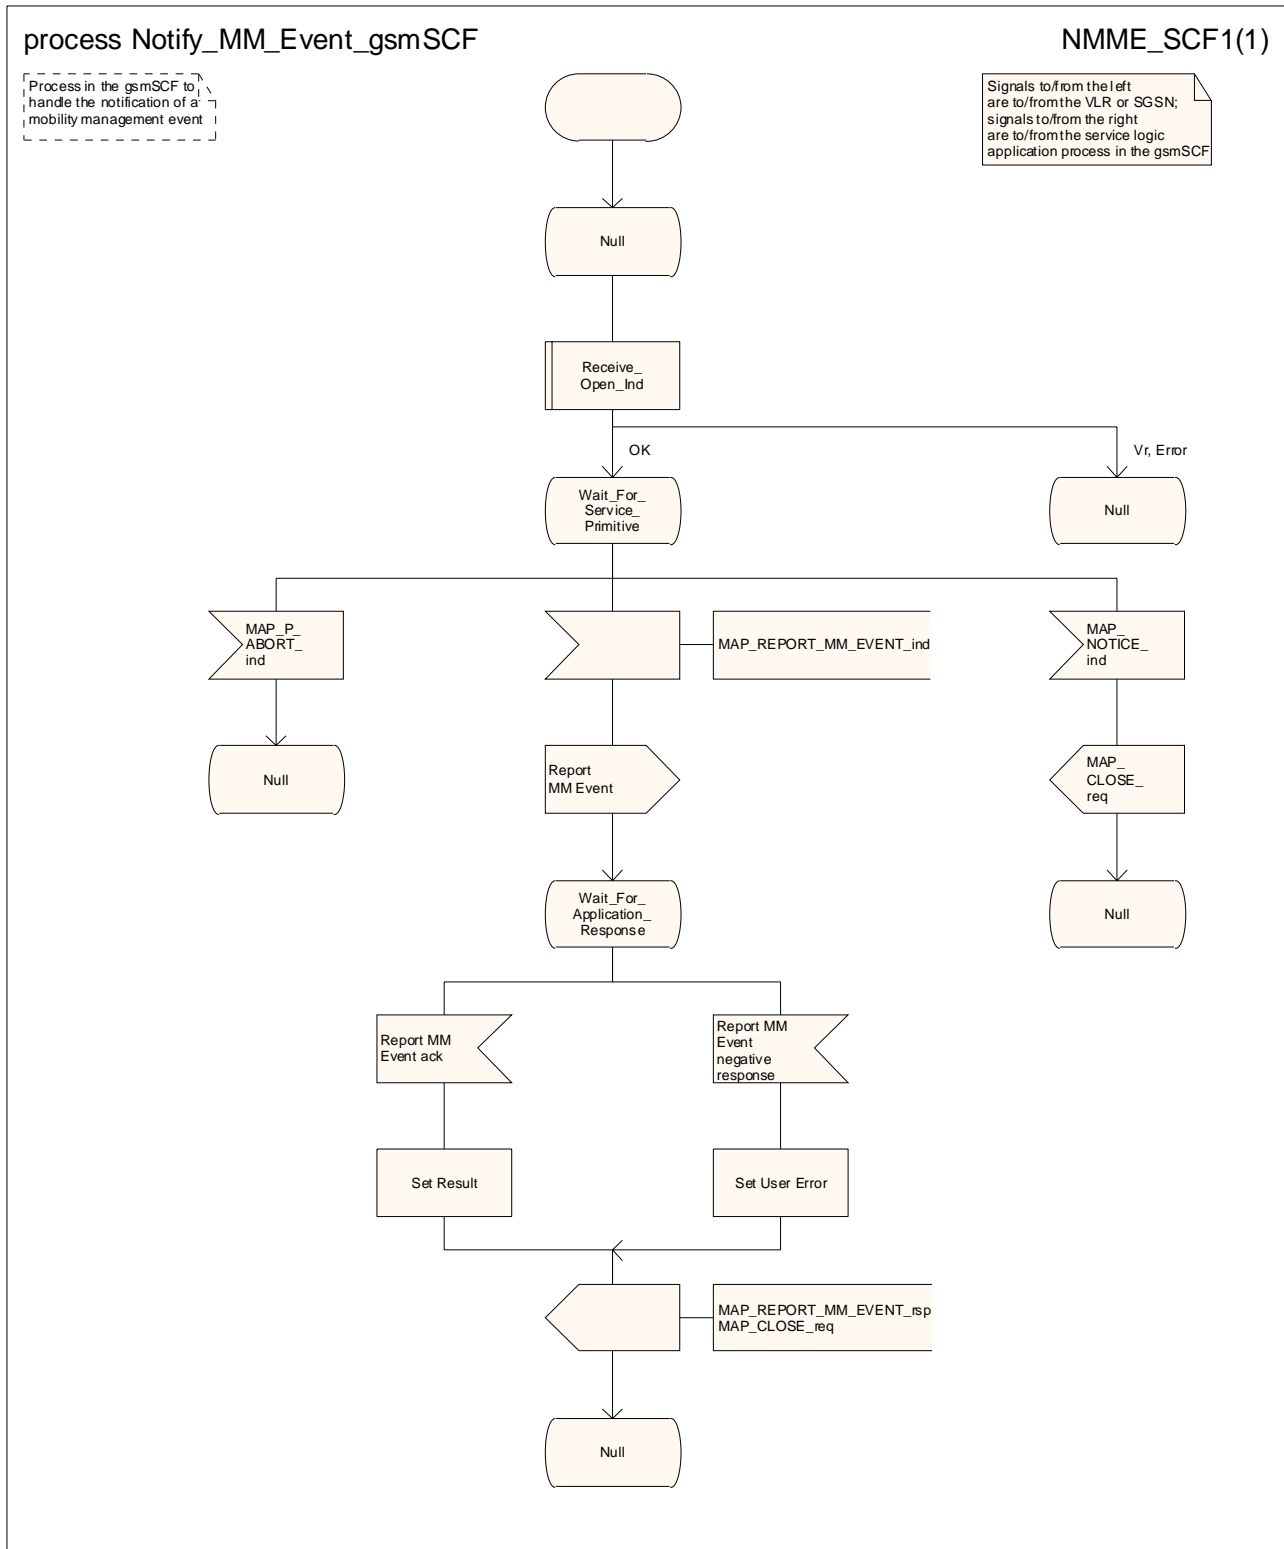 process Notify_MM_Event_gsmSCF
NMME_SCF1(1)
Process in the gsmSCF to
handle the notification of a
mobility management event
Signals to/from the left
are to/from the VLR or SGSN;
signals to/from the right
are to/from the service logic
application process in the gsmSCF
Null
Receive_
Open_Ind
OK
Vr, Error
Wait_For_
Service_
Primitive
Null
MAP_P_
ABORT_
ind
MAP_REPORT_MM_EVENT_ind
MAP_
NOTICE_
ind
Null
Report
MM Event
MAP_
CLOSE_
req
Wait_For_
Application_
Response
Null
Report MM
Event ack
Report MM
Event
negative
response
Set Result
Set User Error
MAP_REPORT_MM_EVENT_rsp
MAP_CLOSE_req
Null